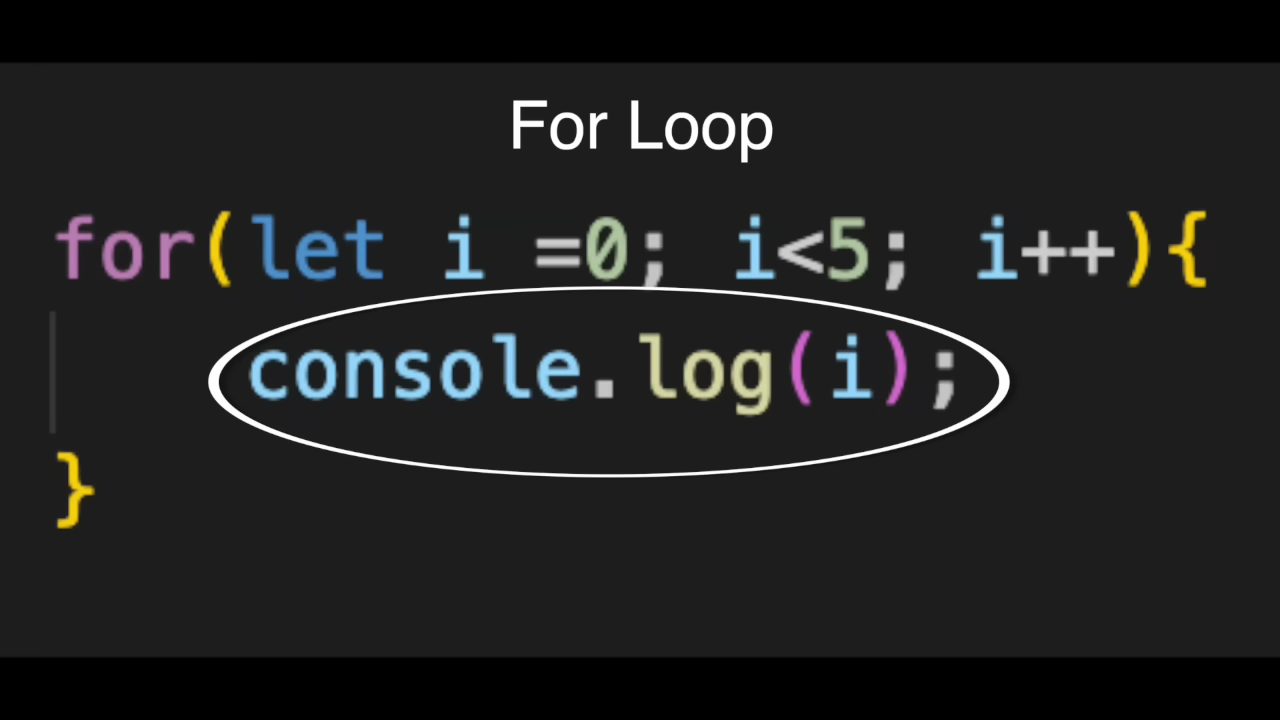 For Loop
for(let i =0; i<5; i++){
console.log(i);
}